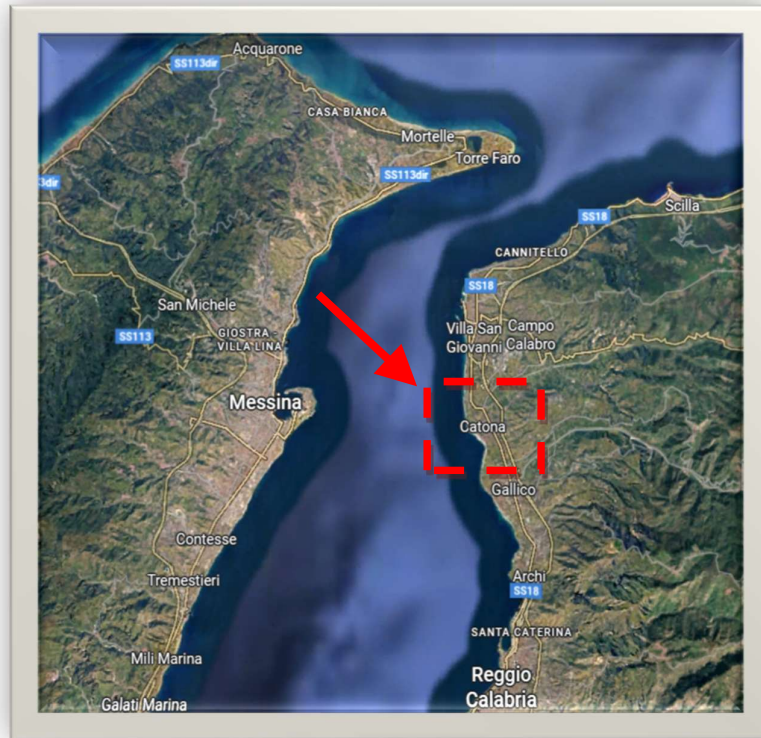 Acquarone
SS113dir
CASA BIANCA
Mortelle
Torre Faro
SS113dir
3dir
Scilla
SS18
CANNITELLO
SS18
San Michele
SS113
GIOSTRA -
VILLA LINA
Villa San
Giovanni
Campo
Calabro
Messina
Catona
Gallico
Contesse
Tremestieri
Archi
SS18
SANTA CATERINA
Mili Marina
Reggio
Calabria
Galati Marina